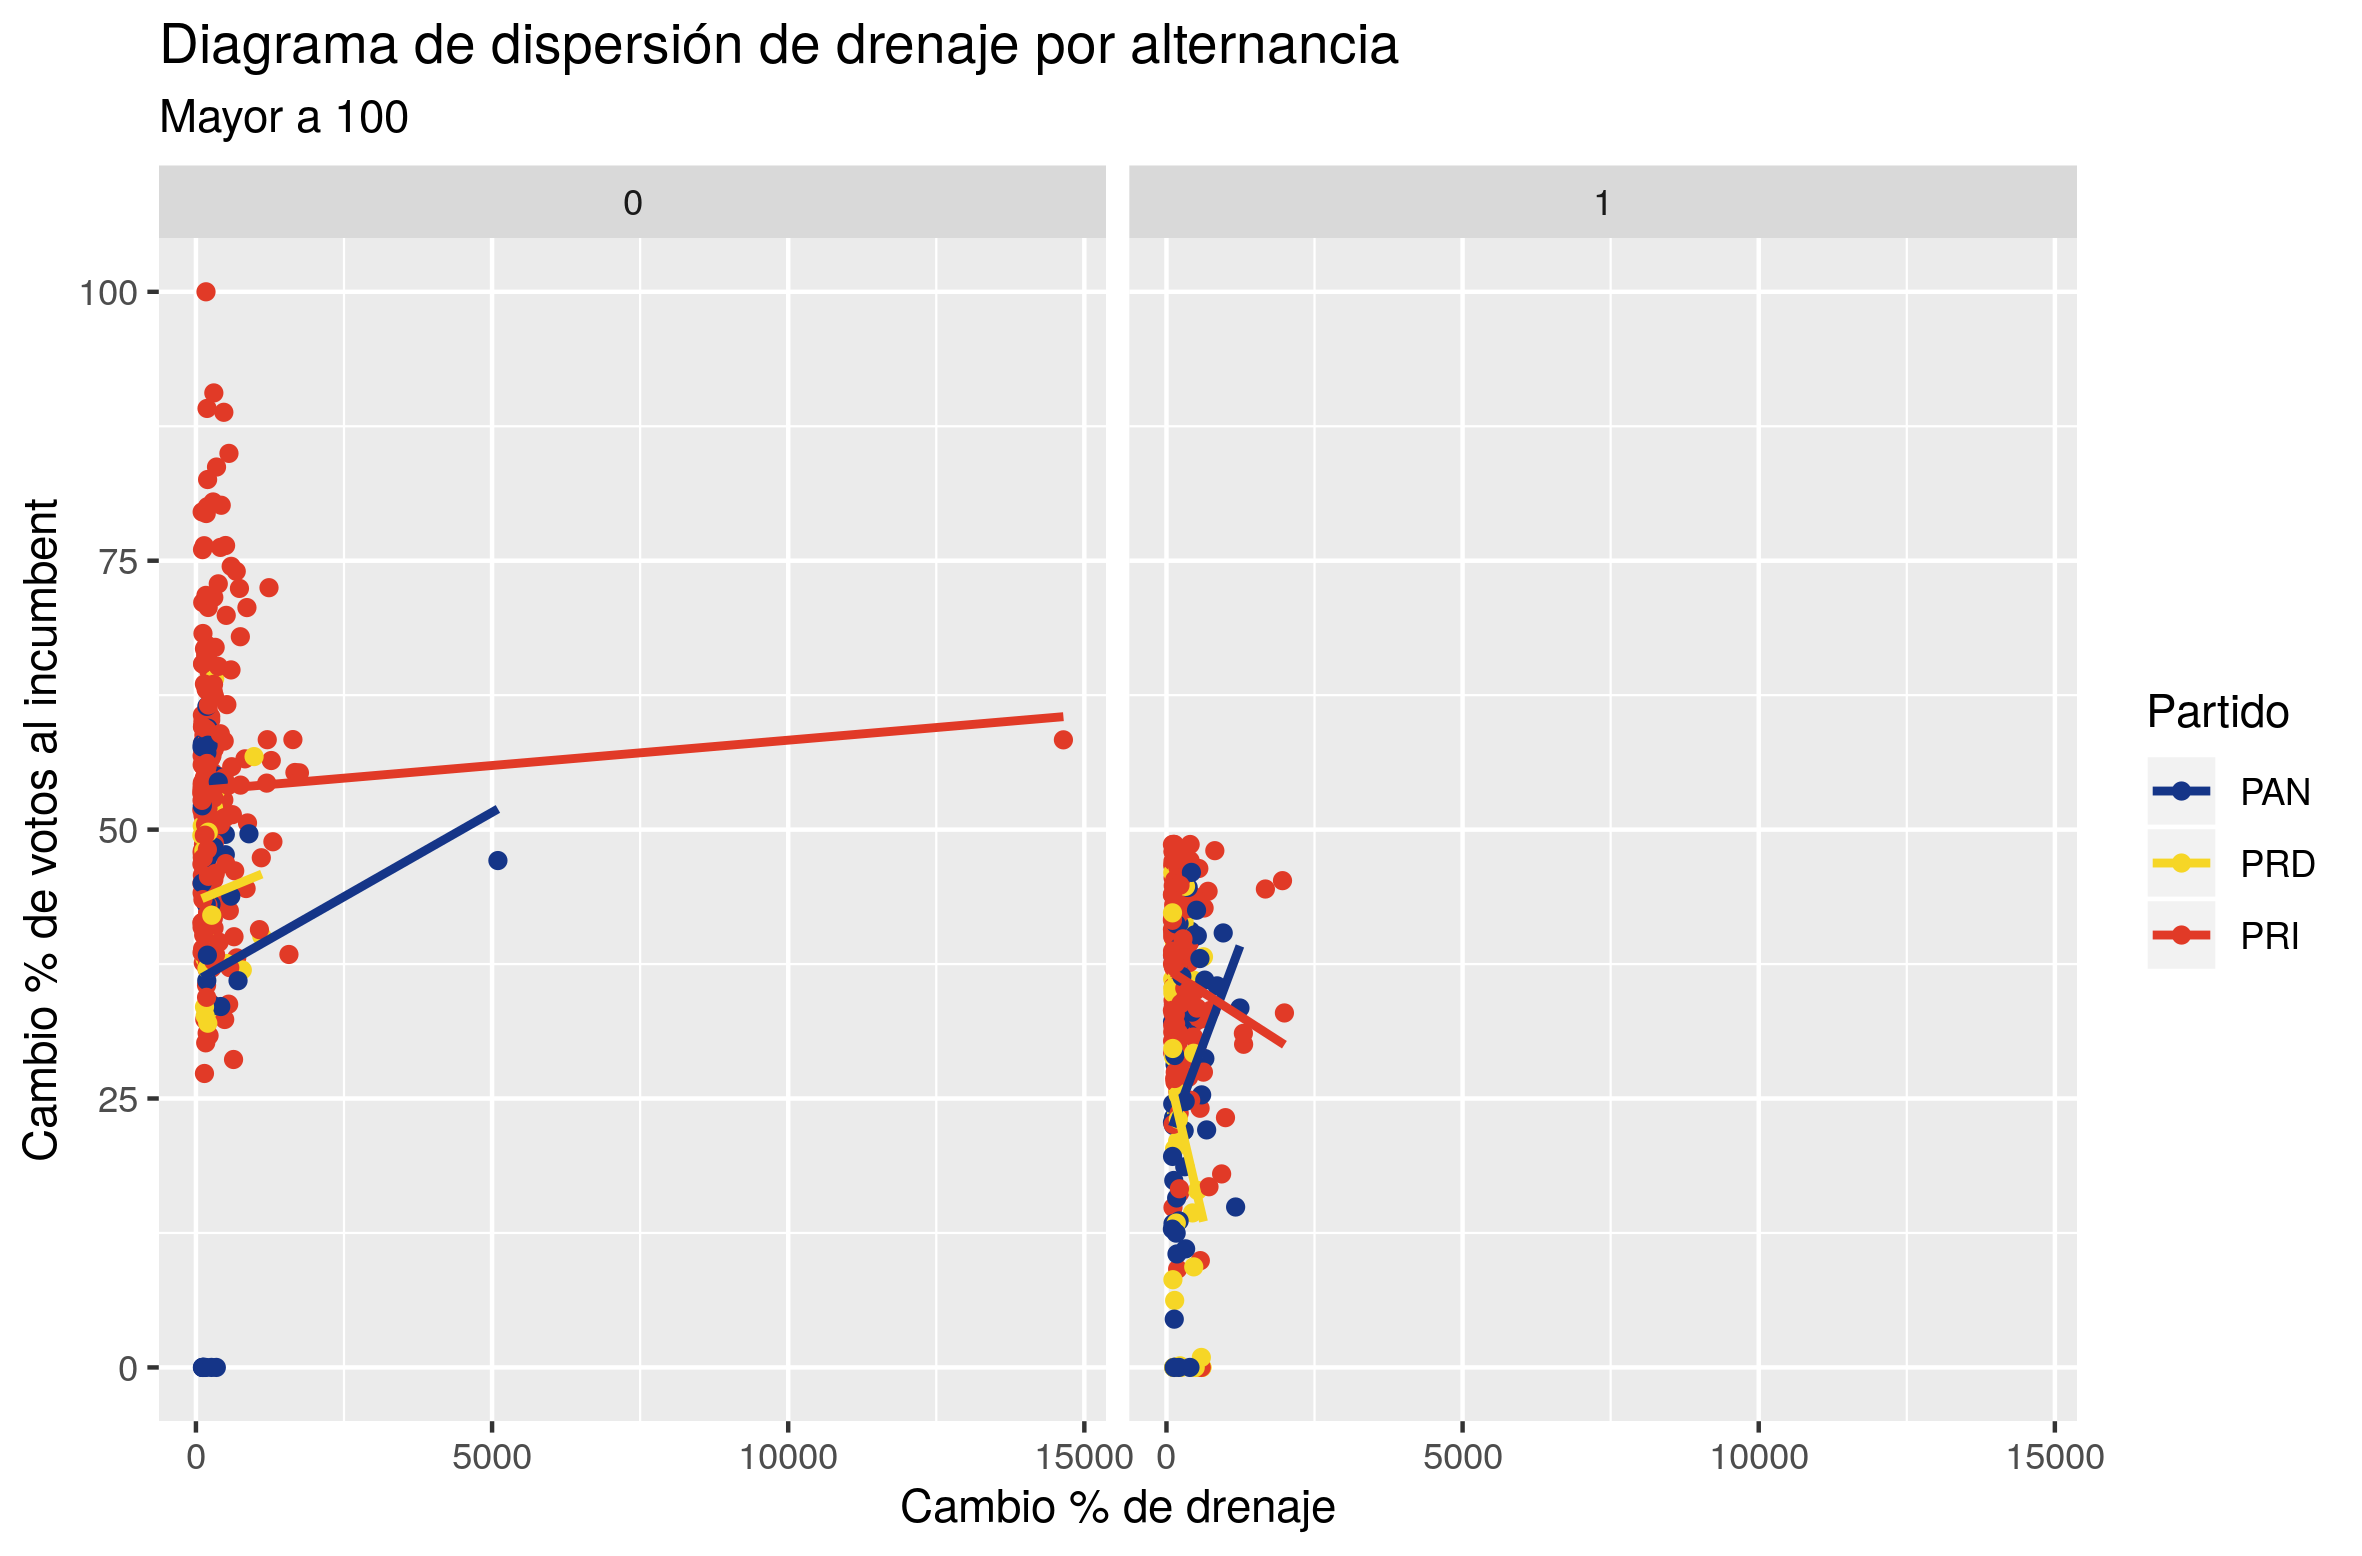 Diagrama de dispersión de drenaje por alternancia
Mayor a 100
0
1
Cambio % de votos al incumbent
100
75
50
25
0
0
5000
10000
15000
0
5000
10000
15000
Cambio % de drenaje
Partido
PAN
PRD
PRI